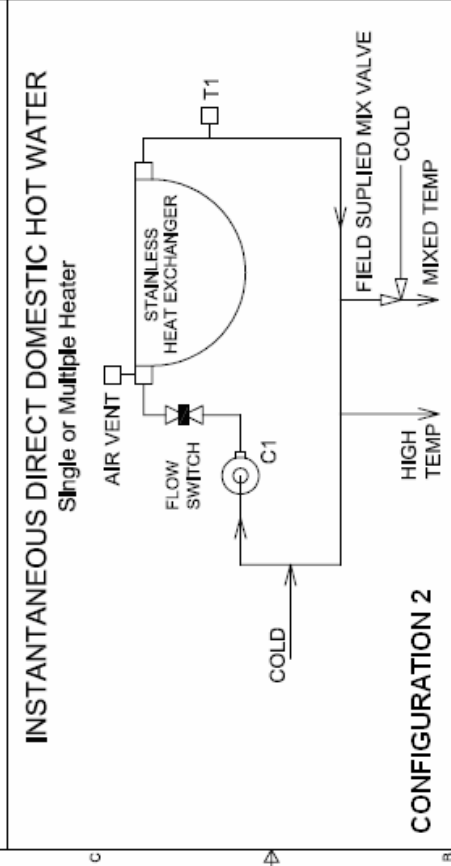 INSTANTANEOUS DIRECT DOMESTIC HOT WATER
Single or Multiple Heater
AIR VENT
STAINLESS
HEAT EXCHANGER
T1
FLOW
SWITCH
C1
COLD
FIELD SUPLIED MIX VALVE
COLD
HIGH
TEMP
MIXED TEMP
CONFIGURATION 2
C
B